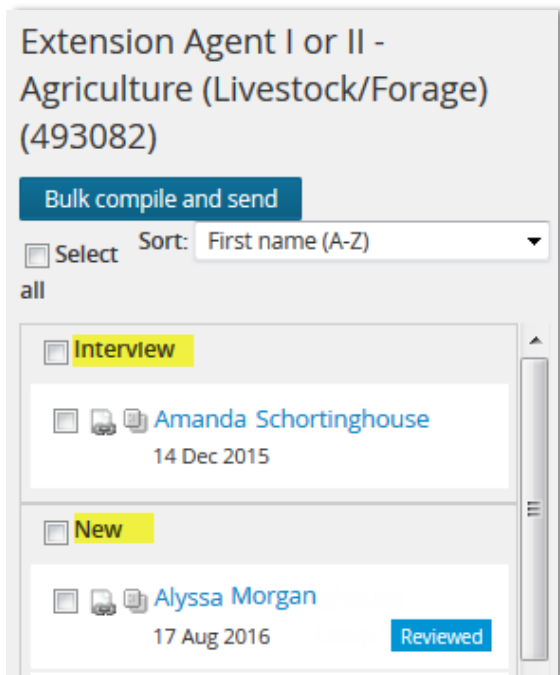 Extension Agent I or II -
Agriculture (Livestock/Forage)
(493082)
Bulk compile and send
Select Sort: First name (A-Z)
all
Interview
Amanda Schortinghouse
14 Dec 2015
New
Alyssa Morgan
17 Aug 2016 Reviewed